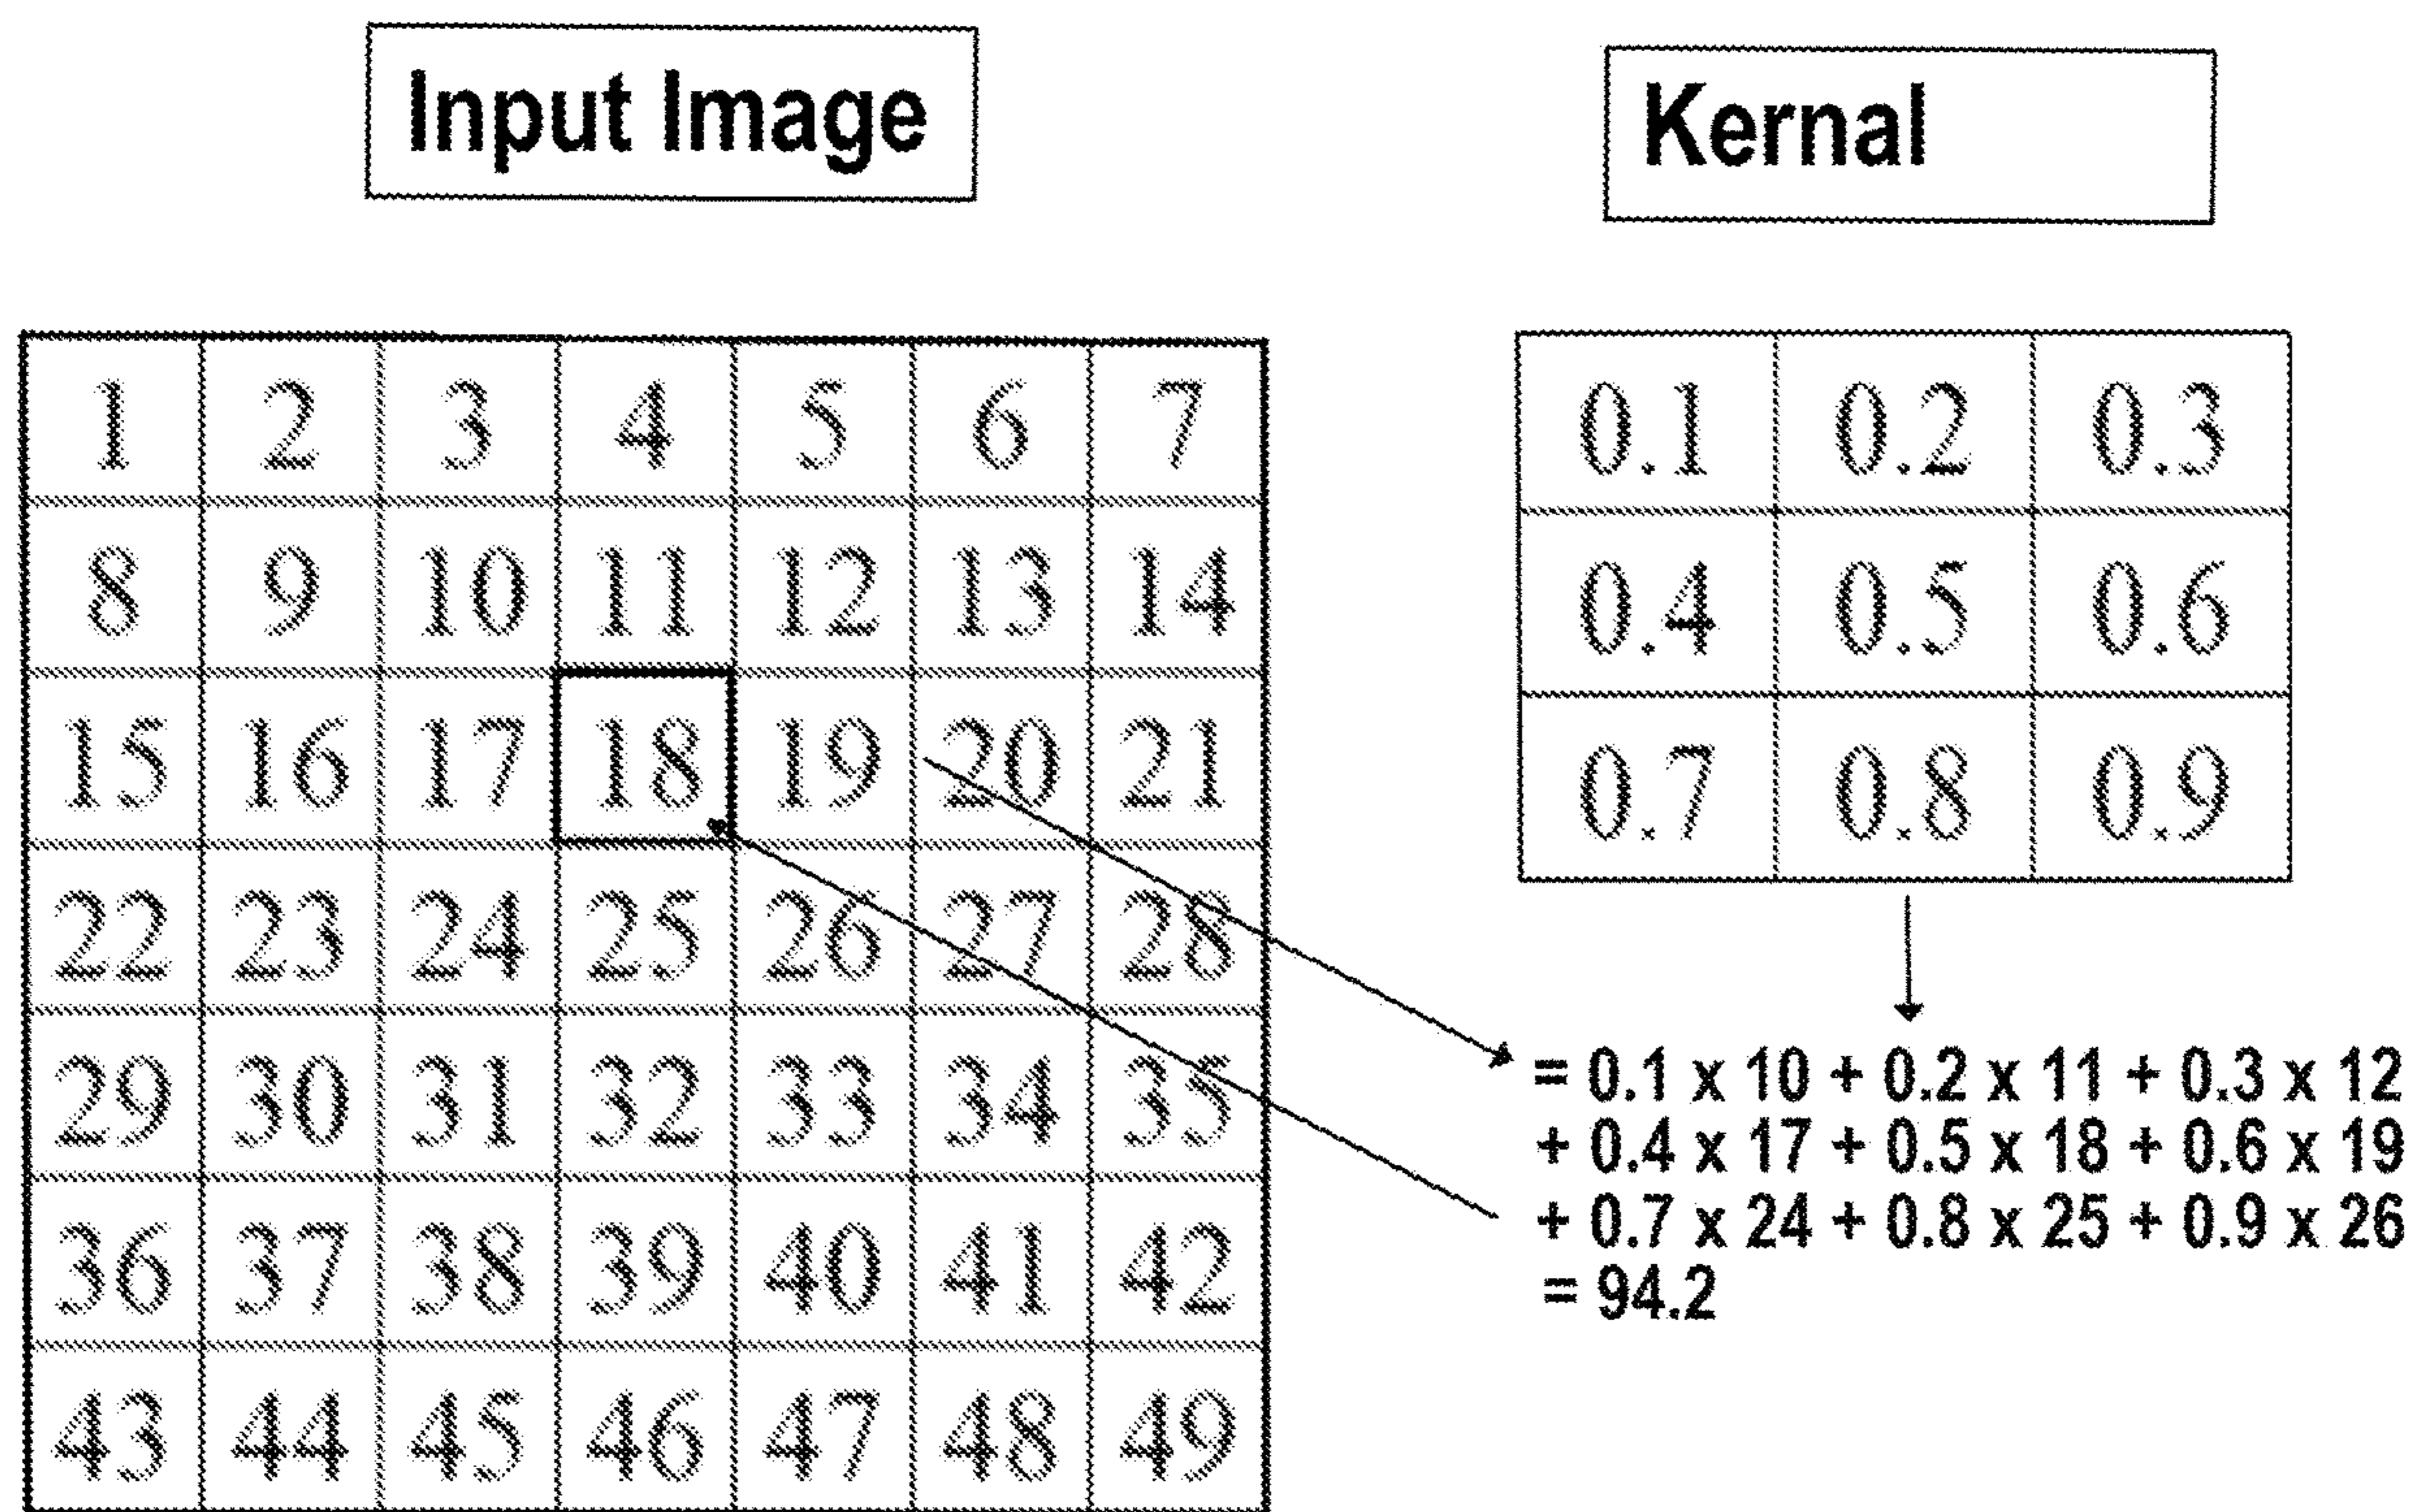 Input Image
Kernal
1 2 3 4 5 6 7
8 9 10 11 12 13 14
15 16 17 18 19 20 21
22 23 24 25 26 27 28
29 30 31 32 33 34 35
36 37 38 39 40 41 42
43 44 45 46 47 48 49
0.1 0.2 0.3
0.4 0.5 0.6
0.7 0.8 0.9
= 0.1 x 10 + 0.2 x 11 + 0.3 x 12
+ 0.4 x 17 + 0.5 x 18 + 0.6 x 19
+ 0.7 x 24 + 0.8 x 25 + 0.9 x 26
= 94.2